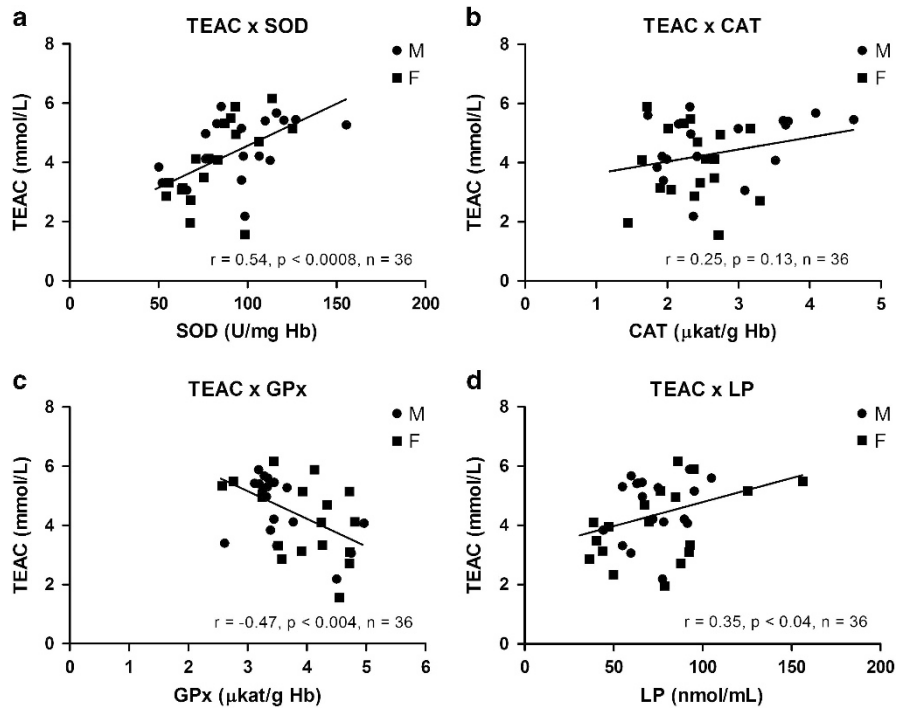 a
TEAC x SOD
TEAC (mmol/L)
8
6
4
2
0
M
F
r = 0.54, p < 0.0008, n = 36
0 50 100 150 200
SOD (U/mg Hb)
b
TEAC x CAT
TEAC (mmol/L)
8
6
4
2
0
M
F
r = 0.25, p = 0.13, n = 36
0 1 2 3 4 5
CAT (μkat/g Hb)
c
TEAC x GPx
TEAC (mmol/L)
8
6
4
2
0
M
F
r = -0.47, p < 0.004, n = 36
0 1 2 3 4 5 6
GPx (μkat/g Hb)
d
TEAC x LP
TEAC (mmol/L)
8
6
4
2
0
M
F
r = 0.35, p < 0.04, n = 36
0 50 100 150 200
LP (nmol/mL)